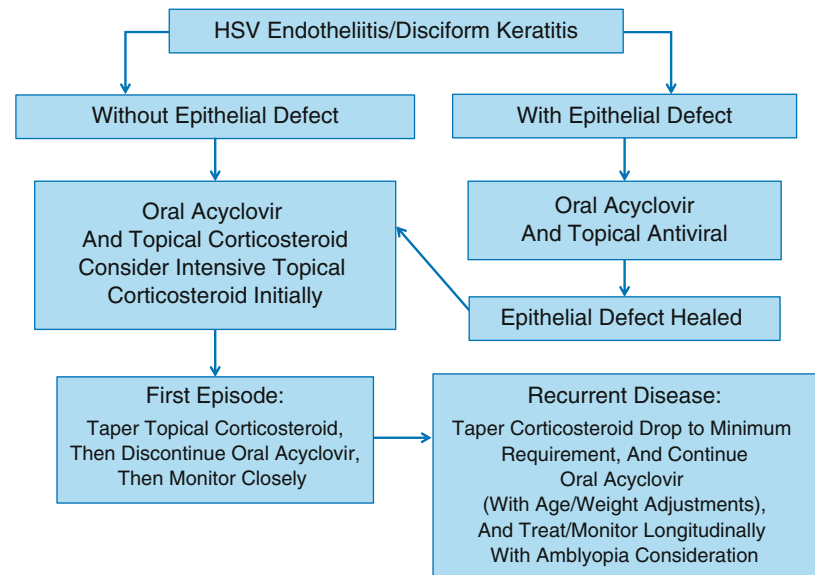 HSV Endotheliitis/Disciform Keratitis
Without Epithelial Defect
With Epithelial Defect
Oral Acyclovir
And Topical Corticosteroid
Consider Intensive Topical
Corticosteroid Initially
Oral Acyclovir
And Topical Antiviral
Epithelial Defect Healed
First Episode:
Taper Topical Corticosteroid,
Then Discontinue Oral Acyclovir,
Then Monitor Closely
Recurrent Disease:
Taper Corticosteroid Drop to Minimum
Requirement, And Continue
Oral Acyclovir
(With Age/Weight Adjustments),
And Treat/Monitor Longitudinally
With Amblyopia Consideration